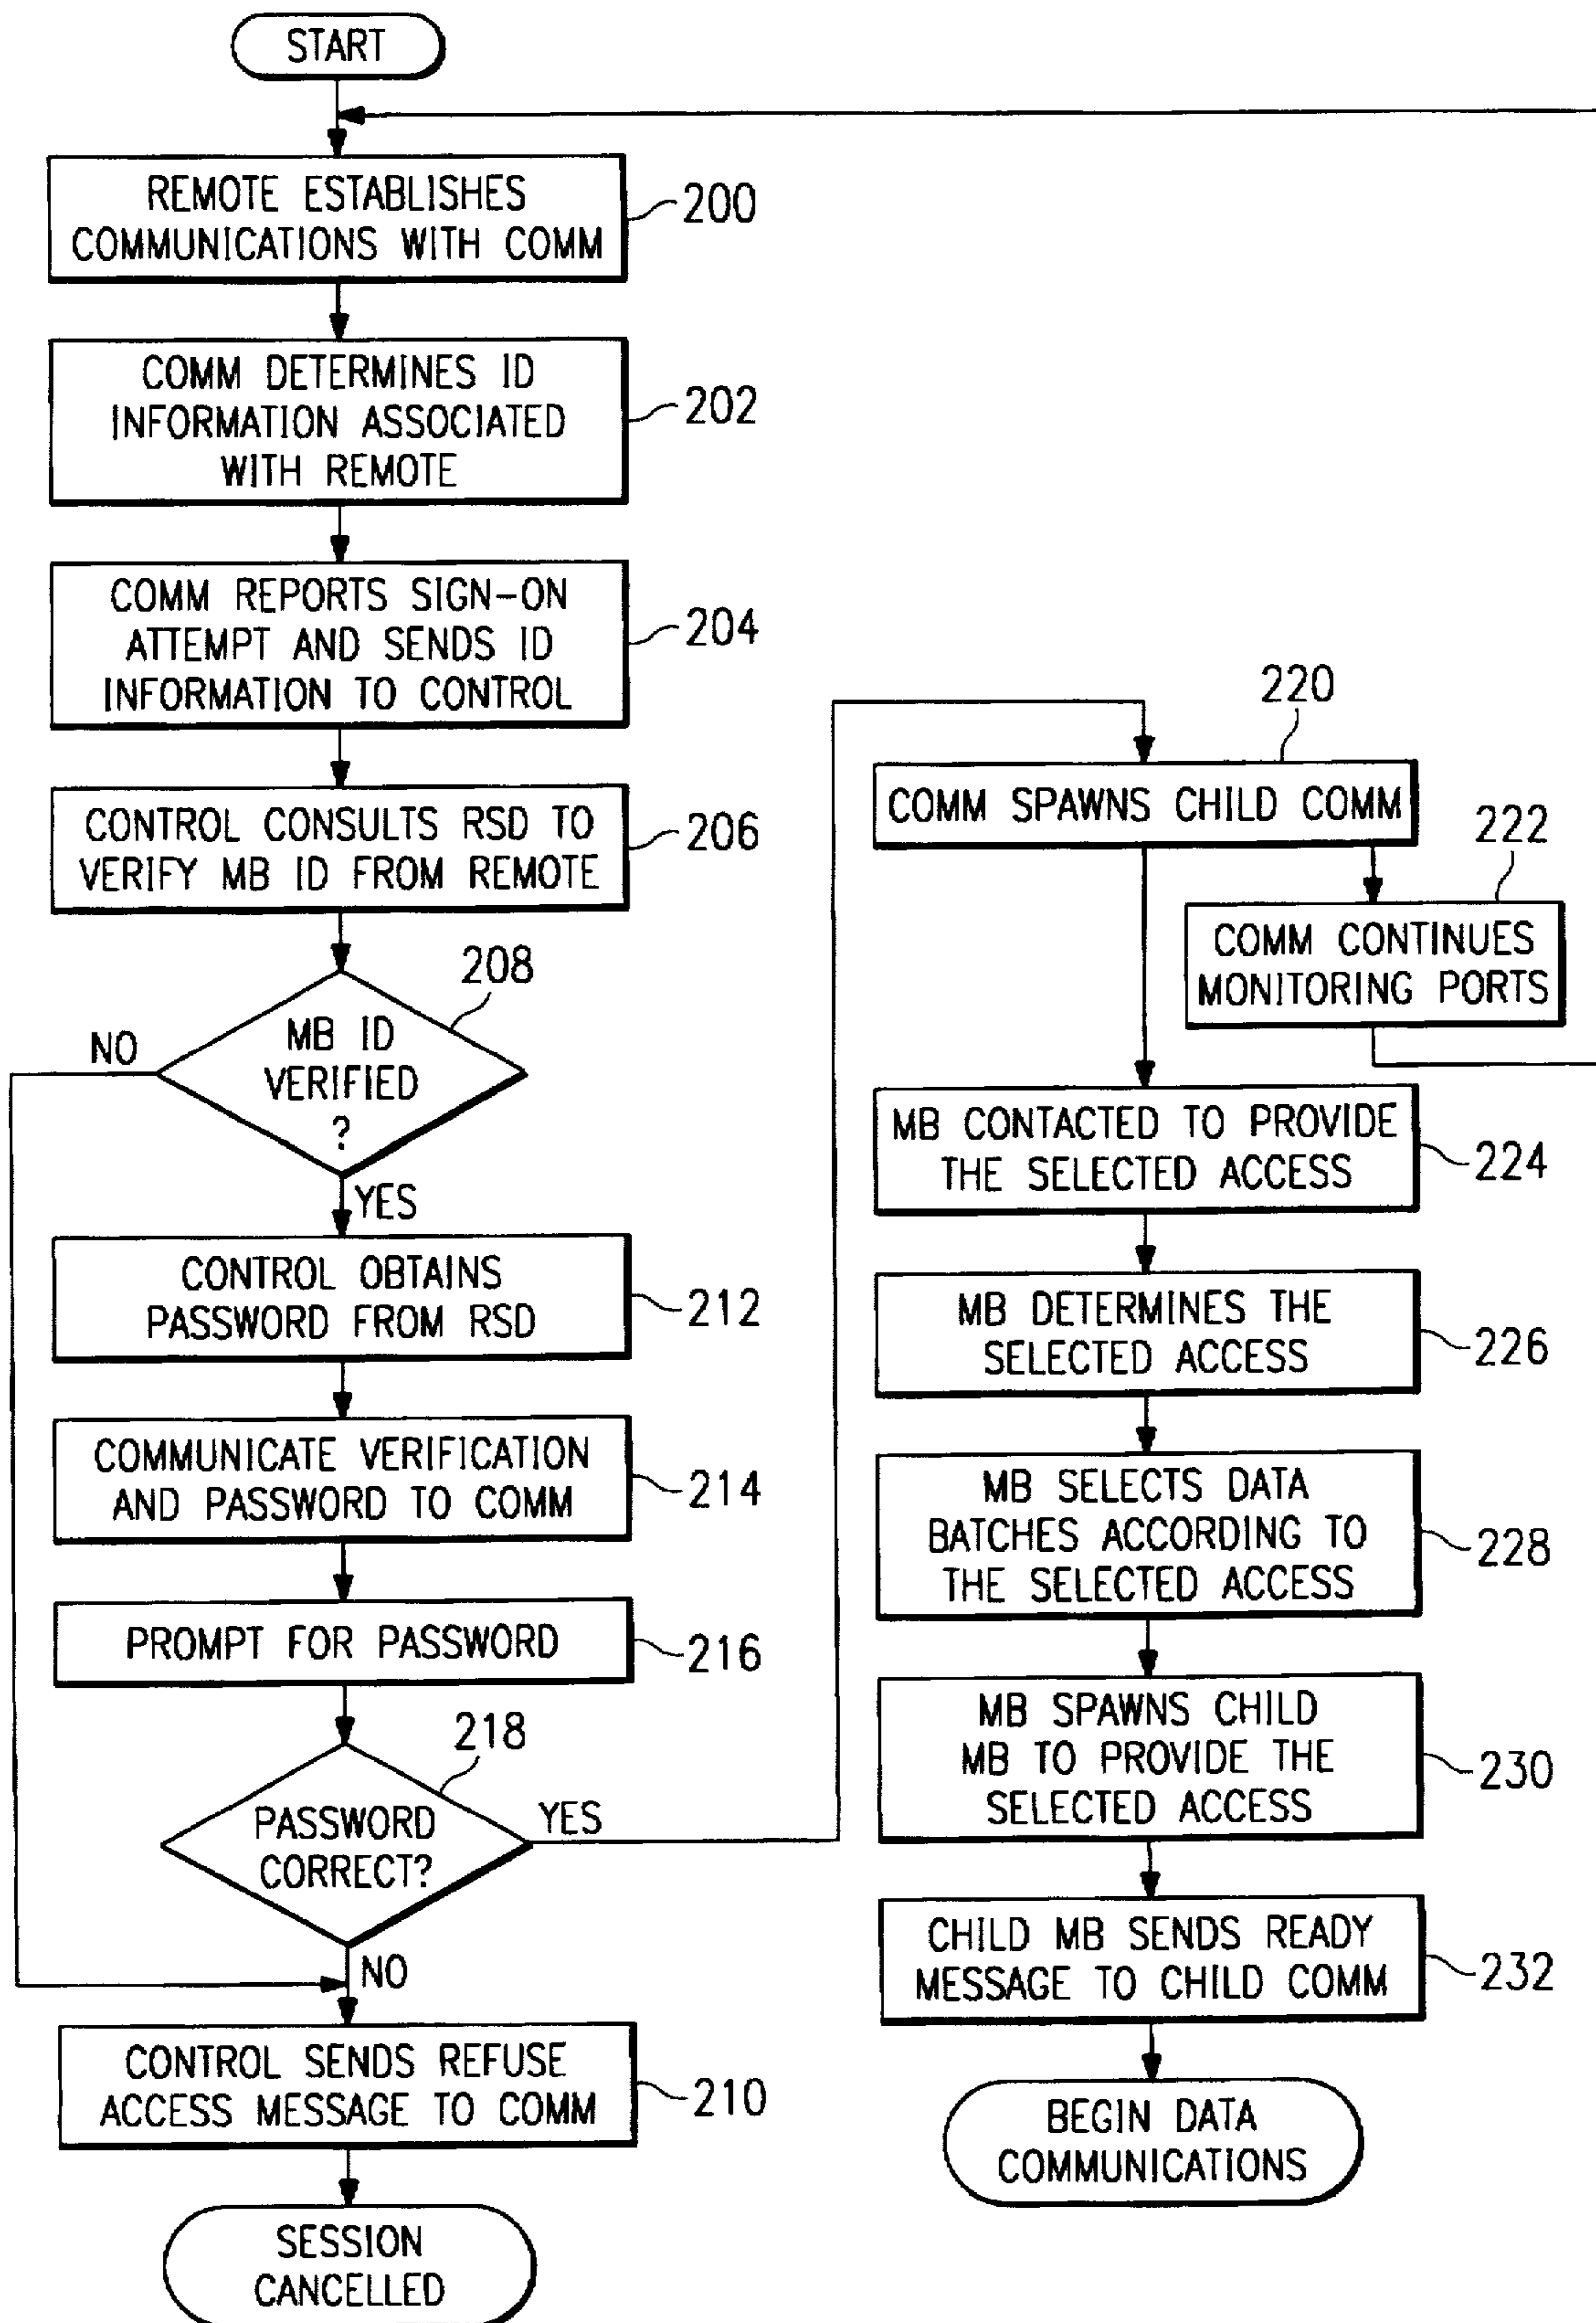 START
REMOTE ESTABLISHES
COMMUNICATIONS WITH COMM
200
COMM DETERMINES ID
INFORMATION ASSOCIATED
WITH REMOTE
202
COMM REPORTS SIGN-ON
ATTEMPT AND SENDS ID
INFORMATION TO CONTROL
204
CONTROL CONSULTS RSD TO
VERIFY MB ID FROM REMOTE
206
208
MB ID
VERIFIED
?
NO
YES
CONTROL OBTAINS
PASSWORD FROM RSD
212
COMMUNICATE VERIFICATION
AND PASSWORD TO COMM
214
PROMPT FOR PASSWORD
216
218
PASSWORD
CORRECT?
YES
NO
CONTROL SENDS REFUSE
ACCESS MESSAGE TO COMM
210
SESSION
CANCELLED
220
COMM SPAWNS CHILD COMM
222
COMM CONTINUES
MONITORING PORTS
MB CONTACTED TO PROVIDE
THE SELECTED ACCESS
224
MB DETERMINES THE
SELECTED ACCESS
226
MB SELECTS DATA
BATCHES ACCORDING TO
THE SELECTED ACCESS
228
MB SPAWNS CHILD
MB TO PROVIDE THE
SELECTED ACCESS
230
CHILD MB SENDS READY
MESSAGE TO CHILD COMM
232
BEGIN DATA
COMMUNICATIONS